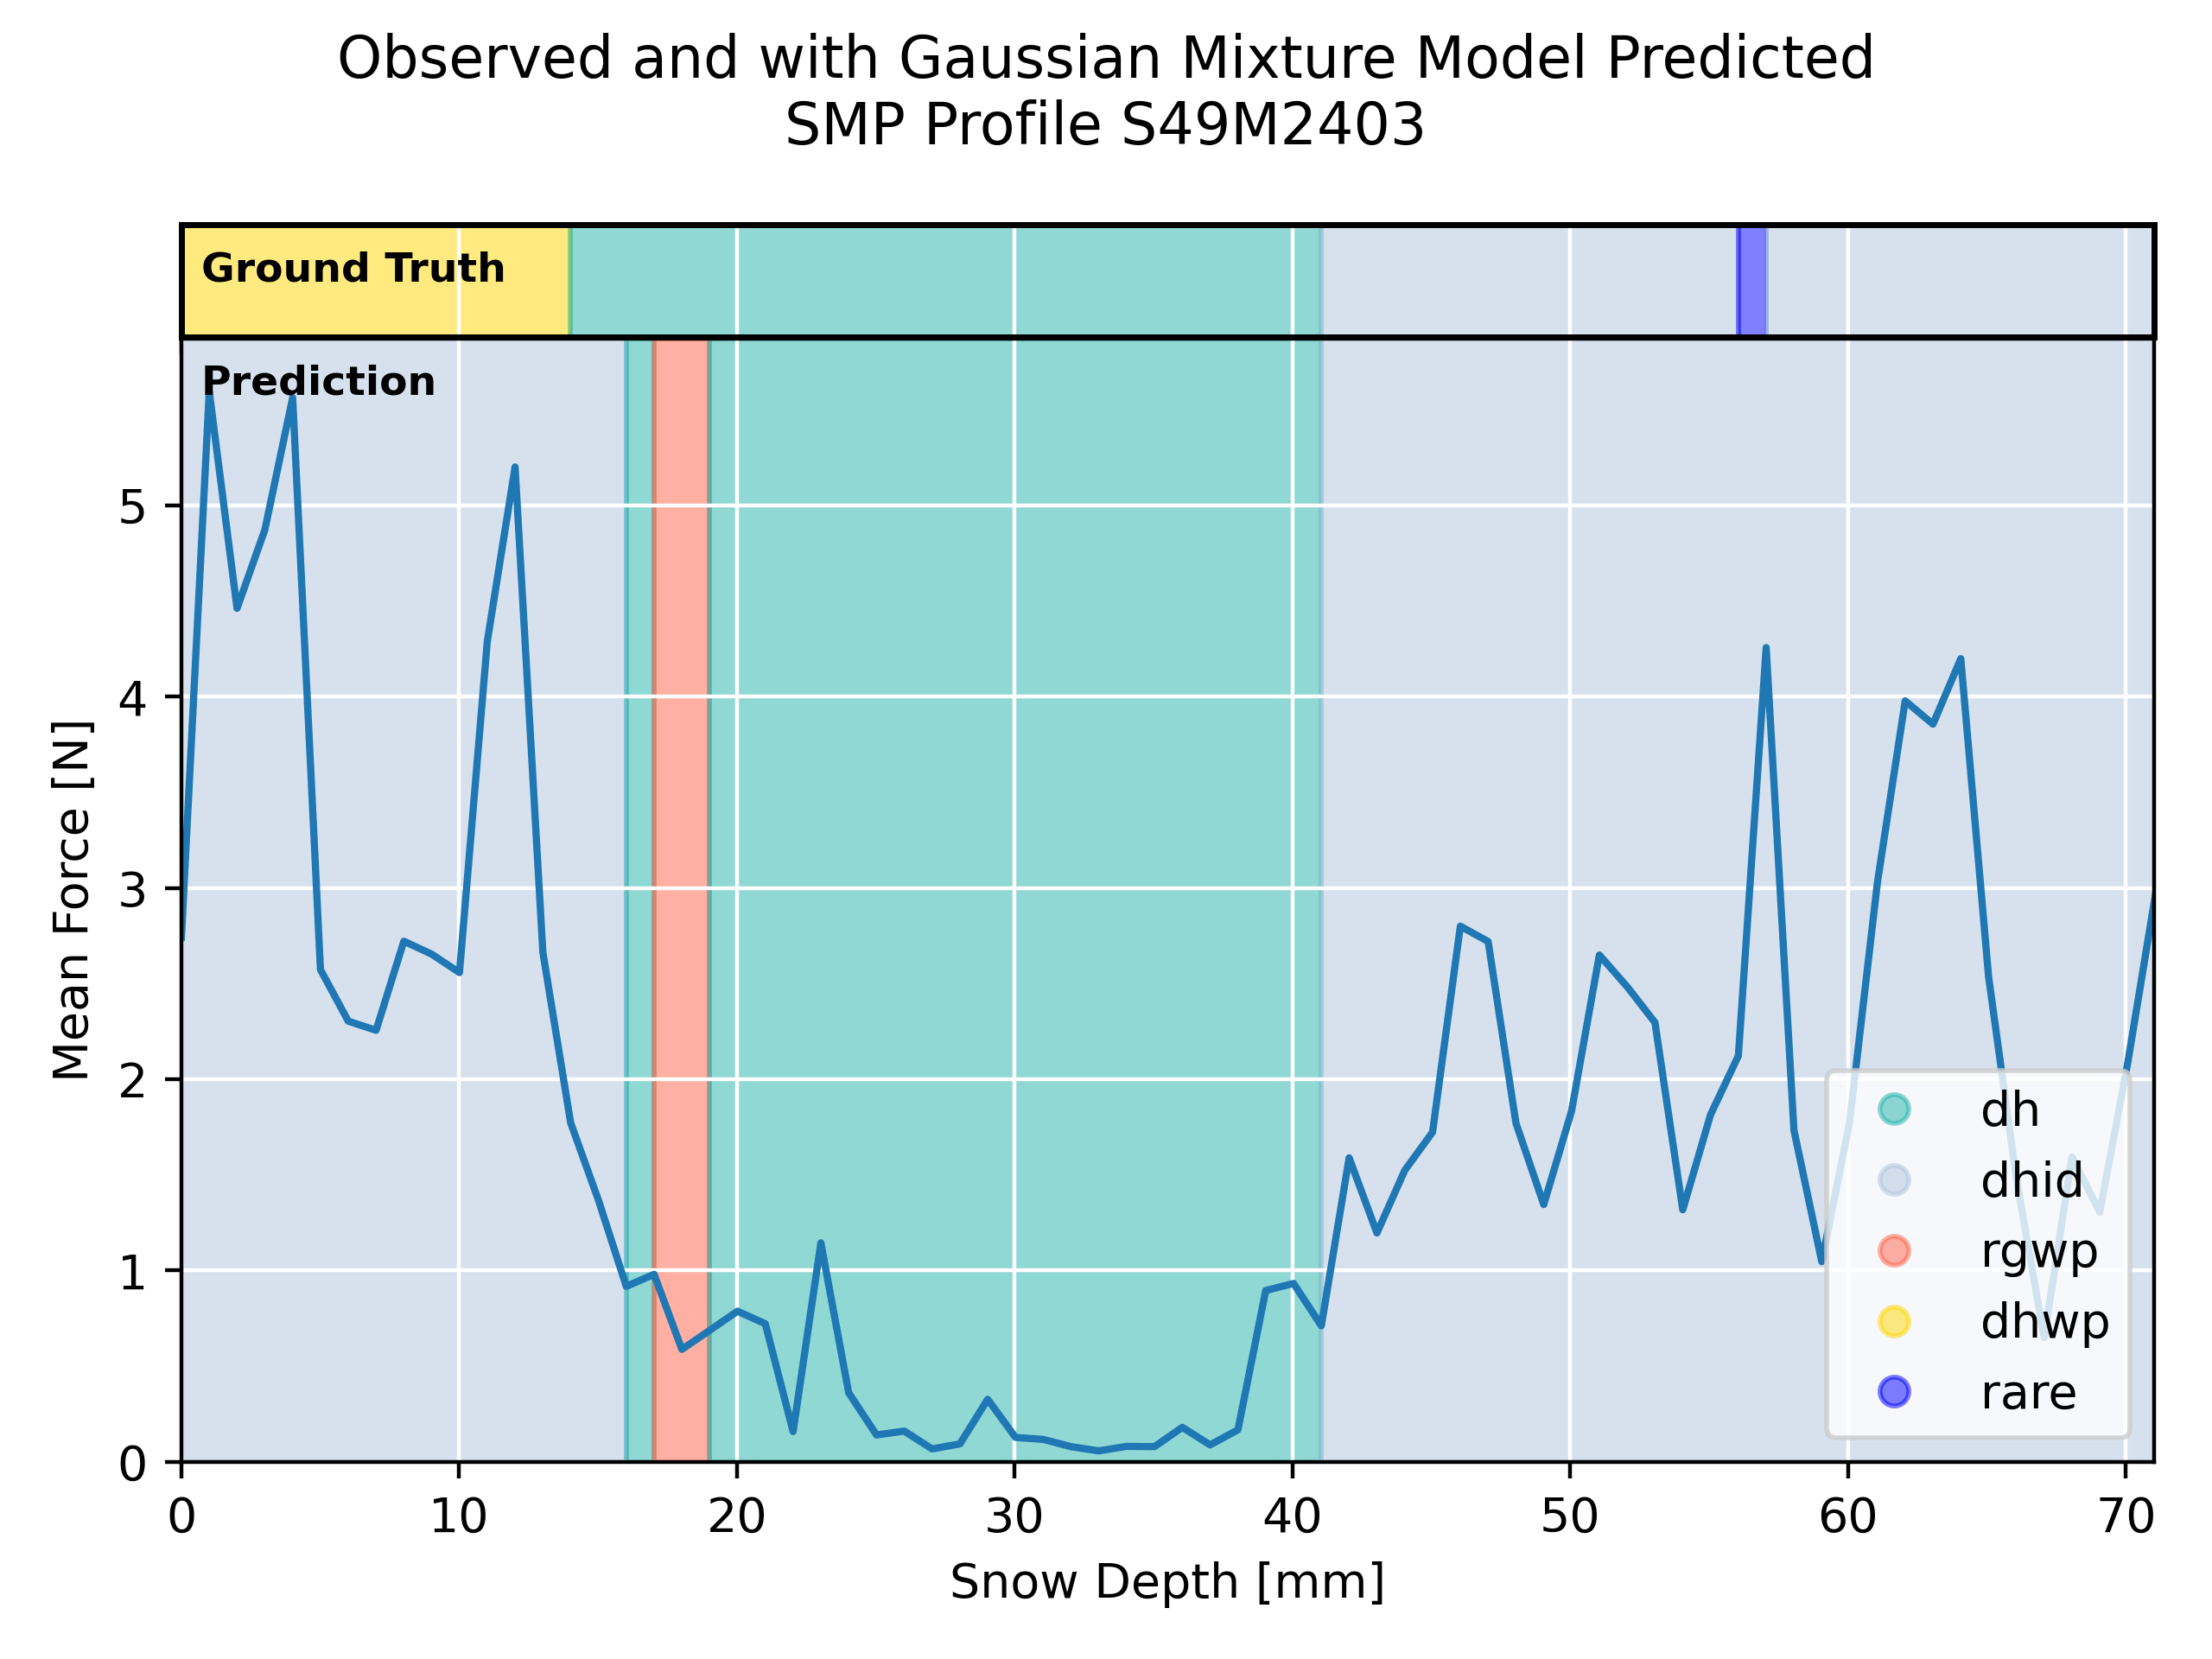 Observed and with Gaussian Mixture Model Predicted
SMP Profile S49M2403
Ground Truth
Prediction
5
4
3
2
1
0
Mean Force [N]
dh
dhid
rgwp
dhwp
rare
0 10 20 30 40 50 60 70
Snow Depth [mm]